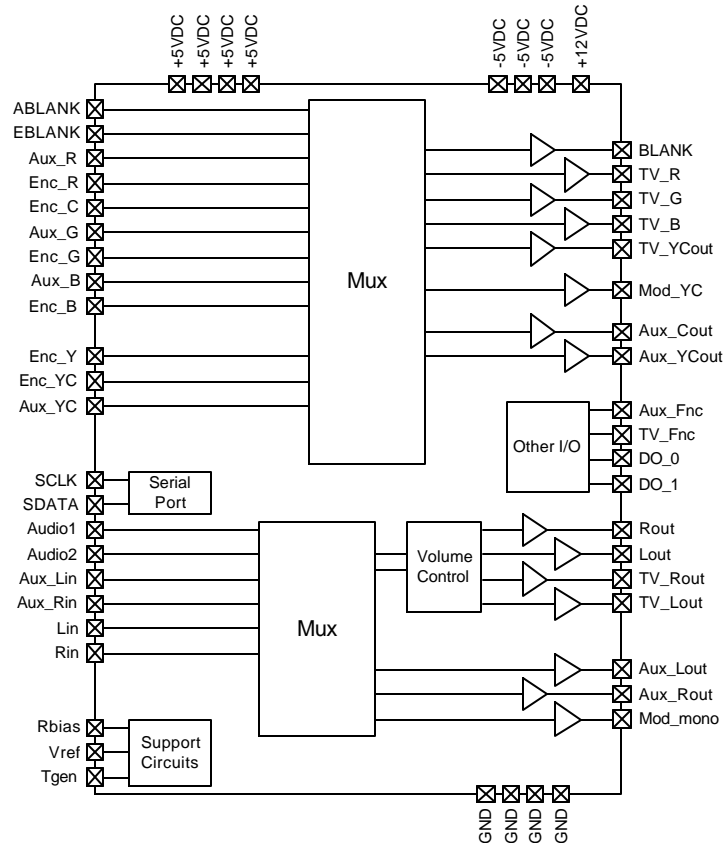 +5VDC
+5VDC
+5VDC
+5VDC
-5VDC
-5VDC
-5VDC
+12VDC
ABLANK
EBLANK
Aux_R
Enc_R
Enc_C
Aux_G
Enc_G
Aux_B
Enc_B
Enc_Y
Enc_YC
Aux_YC
Mux
BLANK
TV_R
TV_G
TV_B
TV_YCout
Mod_YC
Aux_Cout
Aux_YCout
Other I/O
Aux_Fnc
TV_Fnc
DO_0
DO_1
SCLK
SDATA
Serial
Port
Audio1
Audio2
Aux_Lin
Aux_Rin
Lin
Rin
Mux
Volume
Control
Rout
Lout
TV_Rout
TV_Lout
Aux_Lout
Aux_Rout
Mod_mono
Rbias
Vref
Tgen
Support
Circuits
GND
GND
GND
GND